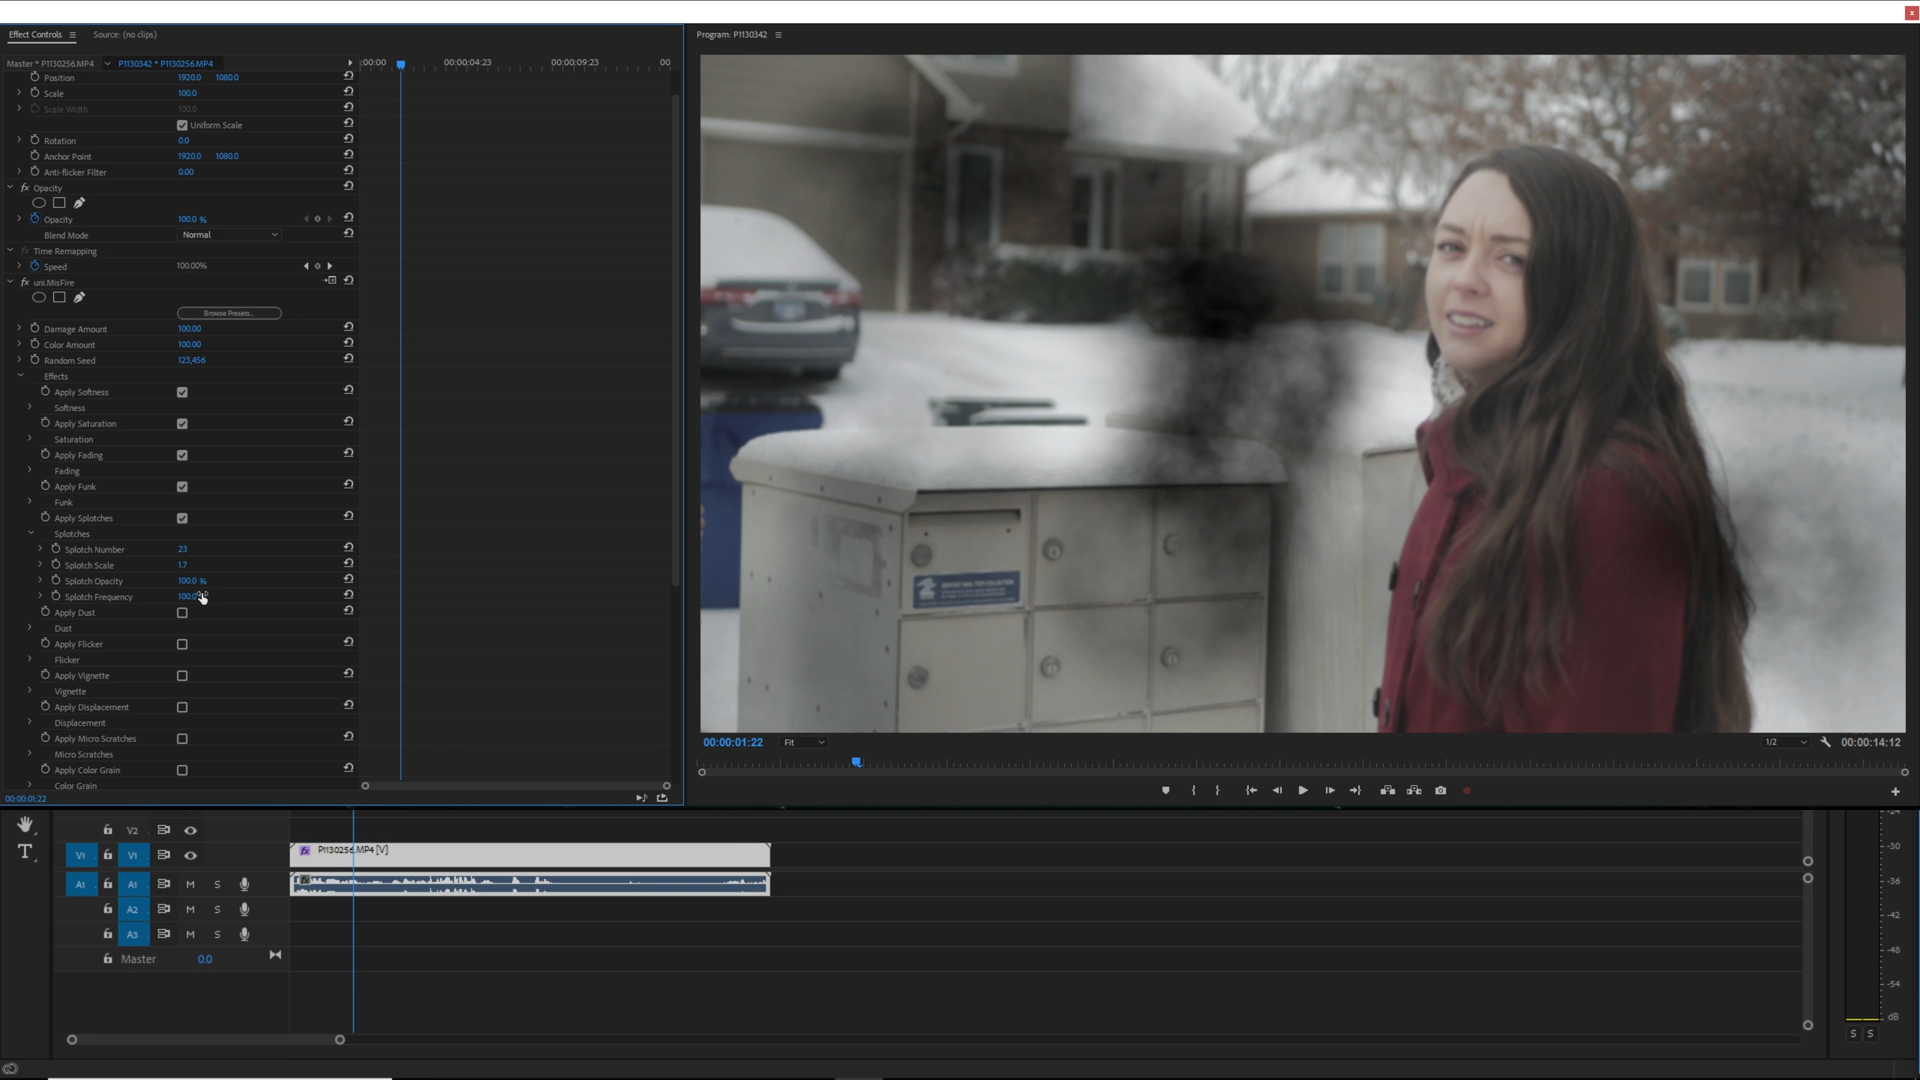 Effect Controls
Source: (no clips)
Program: P1130342
Master * P1130256.MP4
P1130342 * P1130256.MP4
:00:00
00:00:04:23
00:00:09:23
00
Position 1920.0 1080.0
Scale 100.0
Scale Width 100.0
Uniform Scale
Rotation 0.0
Anchor Point 1920.0 1080.0
Anti-flicker Filter 0.00
fx Opacity
Opacity 100.0 %
Blend Mode Normal
fx Time Remapping
Speed 100.00%
fx uni.MisFire
Browse Presets...
Damage Amount 100.00
Color Amount 100.00
Random Seed 123,456
Effects
Apply Softness
Softness
Apply Saturation
Saturation
Apply Fading
Fading
Apply Funk
Funk
Apply Splotches
Splotches
Splotch Number 23
Splotch Scale 1.7
Splotch Opacity 100.0 %
Splotch Frequency 100.0
Apply Dust
Dust
Apply Flicker
Flicker
Apply Vignette
Vignette
Apply Displacement
Displacement
Apply Micro Scratches
Micro Scratches
Apply Color Grain
Color Grain
00:00:01:22
00:00:01:22
Fit
1/2
00:00:14:12
V2
V1 V1
fx P1130256.MP4 [V]
A1 A1 M S
A2 M S
A3 M S
Master 0.0
-24
-30
-36
-42
-48
-54
dB
S S